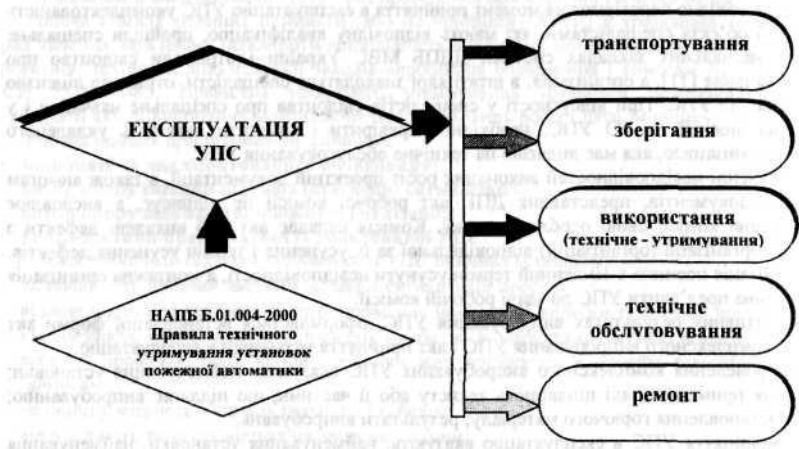 ЕКСПЛУАТАЦІЯ
УПС
НАПБ Б.01.004-2000
Правила технічного
утримування установок
пожежної автоматики
транспортування
зберігання
використання
(технічне - утримування)
технічне
обслуговування
ремонт